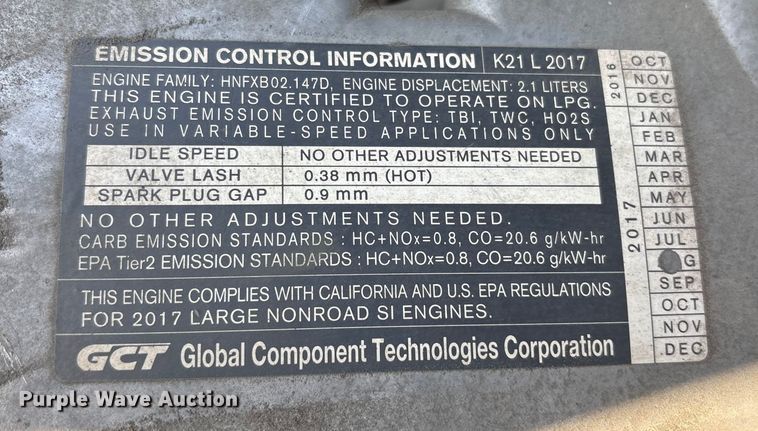 EMISSION CONTROL INFORMATION K21 L 2017
ENGINE FAMILY: HNFXB02.147D, ENGINE DISPLACEMENT: 2.1 LITERS
THIS ENGINE IS CERTIFIED TO OPERATE ON LPG.
EXHAUST EMISSION CONTROL TYPE: TBI, TWC, HO2S
USE IN VARIABLE-SPEED APPLICATIONS ONLY
IDLE SPEED NO OTHER ADJUSTMENTS NEEDED
VALVE LASH 0.38 mm (HOT)
SPARK PLUG GAP 0.9 mm
NO OTHER ADJUSTMENTS NEEDED.
CARB EMISSION STANDARDS : HC+NOx=0.8, CO=20.6 g/kW-hr
EPA Tier2 EMISSION STANDARDS : HC+NOx=0.8, CO=20.6 g/kW-hr
THIS ENGINE COMPLIES WITH CALIFORNIA AND U.S. EPA REGULATIONS
FOR 2017 LARGE NONROAD SI ENGINES.
GCT Global Component Technologies Corporation
2016
OCT
NOV
DEC
2017
JAN
FEB
MAR
APR
MAY
JUN
JUL
G
SEP
OCT
NOV
DEC
Purple Wave Auction